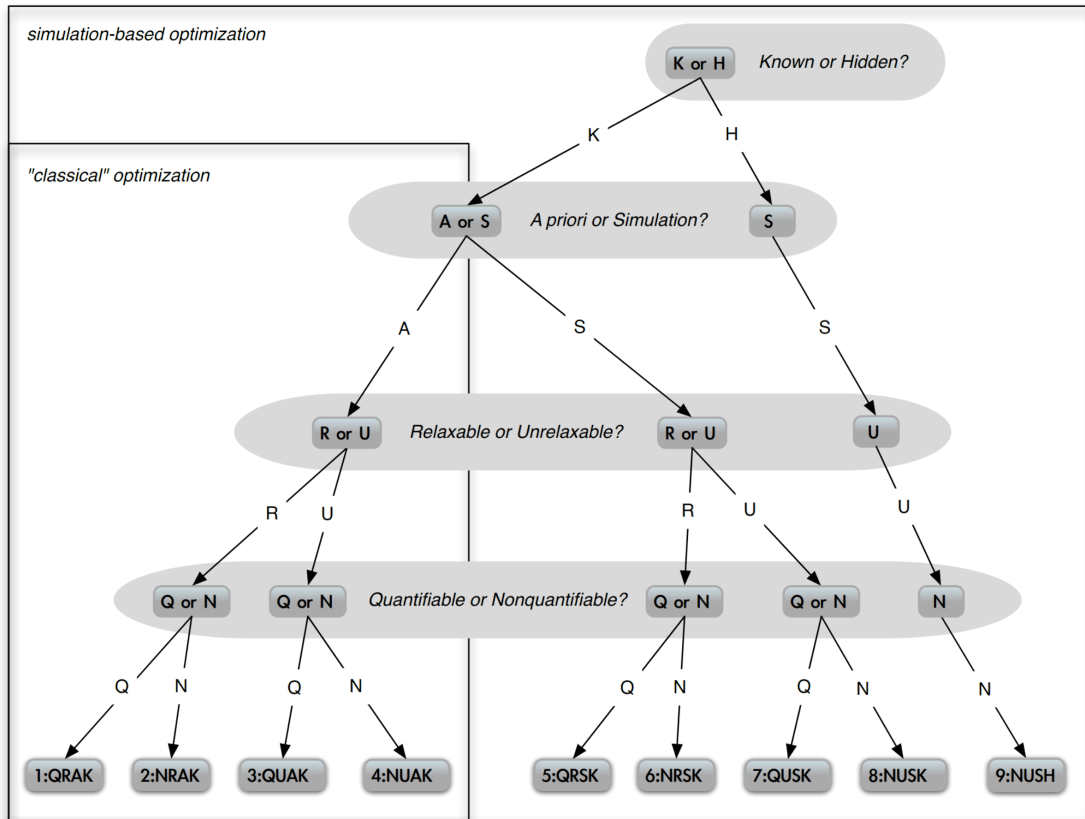 simulation-based optimization
K or H
Known or Hidden?
K
H
"classical" optimization
A or S
A priori or Simulation?
S
A
S
S
R or U
Relaxable or Unrelaxable?
R or U
U
R
U
R
U
U
Q or N
Q or N
Quantifiable or Nonquantifiable?
Q or N
Q or N
N
Q
N
Q
N
Q
N
Q
N
N
1:QRAK
2:NRAK
3:QUAK
4:NUAK
5:QRSK
6:NRSK
7:QUSK
8:NUSK
9:NUSH